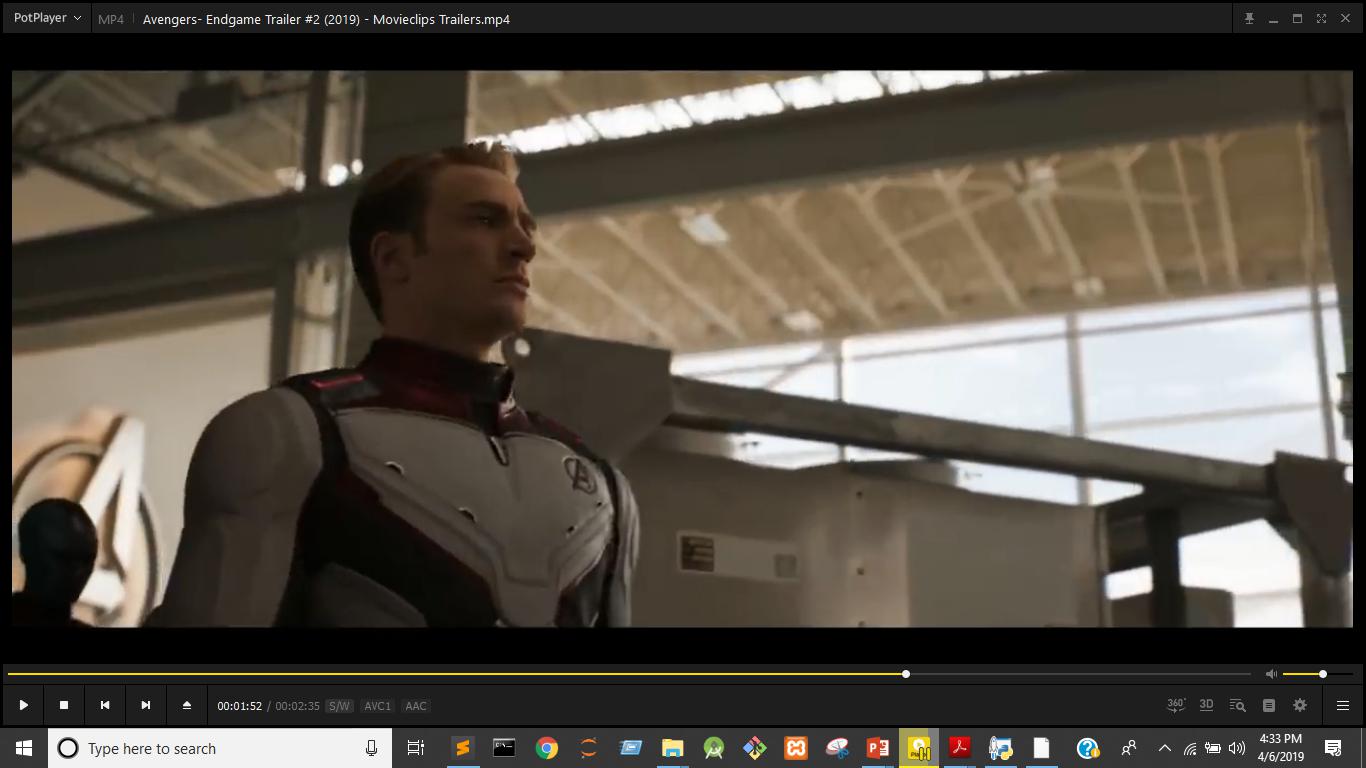 PotPlayer MP4 Avengers- Endgame Trailer #2 (2019) - Movieclips Trailers.mp4
00:01:52 / 00:02:35 S/W AVC1 AAC 360° 3D
Type here to search
4:33 PM
4/6/2019